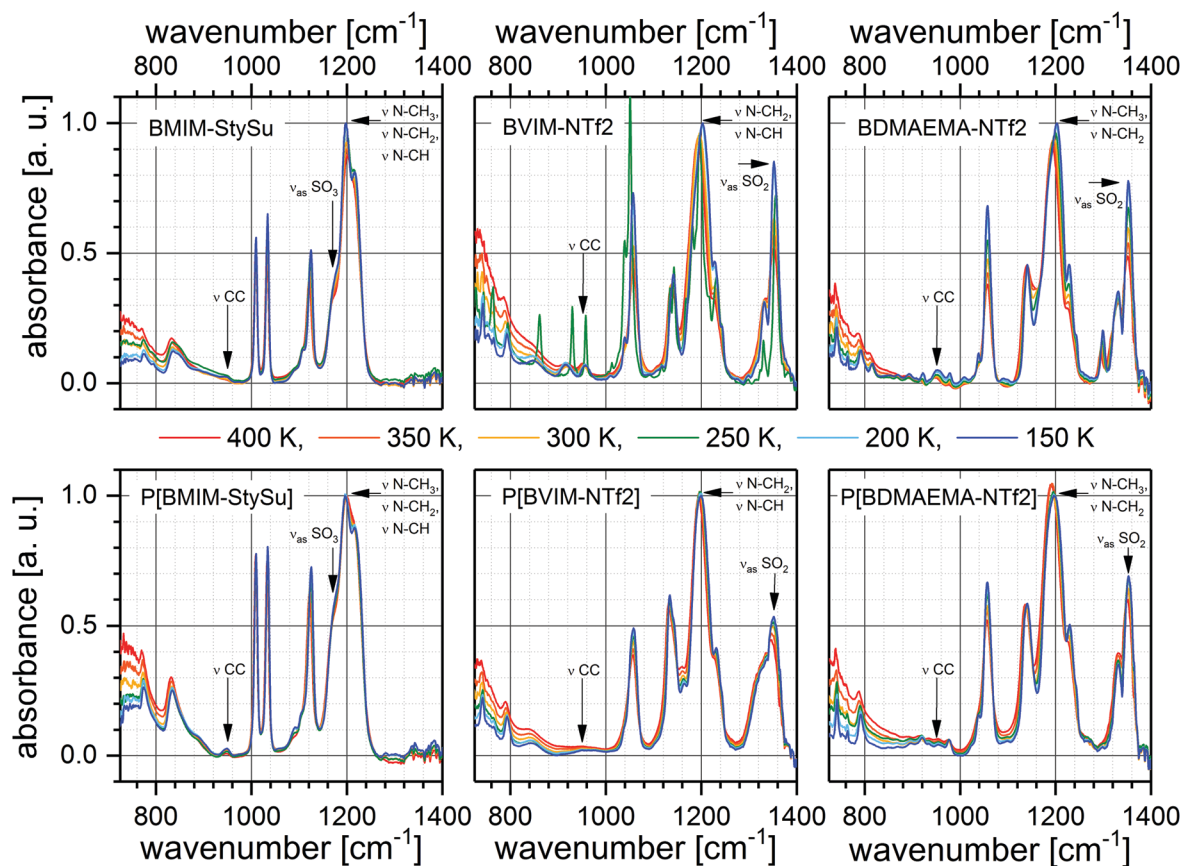 wavenumber [cm⁻¹] wavenumber [cm⁻¹] wavenumber [cm⁻¹]
800 1000 1200 1400 800 1000 1200 1400 800 1000 1200 1400
absorbance [a. u.]
1.0
0.5
0.0
BMIM-StySu
ν N-CH₃,
ν N-CH₂,
ν N-CH
νas SO₃
ν CC
BVIM-NTf2
ν N-CH₂,
ν N-CH
νas SO₂
ν CC
BDMAEMA-NTf2
ν N-CH₃,
ν N-CH₂
νas SO₂
ν CC
400 K, 350 K, 300 K, 250 K, 200 K, 150 K
absorbance [a. u.]
1.0
0.5
0.0
P[BMIM-StySu]
ν N-CH₃,
ν N-CH₂,
ν N-CH
νas SO₃
ν CC
P[BVIM-NTf2]
ν N-CH₂,
ν N-CH
νas SO₂
ν CC
P[BDMAEMA-NTf2]
ν N-CH₃,
ν N-CH₂
νas SO₂
ν CC
800 1000 1200 1400 800 1000 1200 1400 800 1000 1200 1400
wavenumber [cm⁻¹] wavenumber [cm⁻¹] wavenumber [cm⁻¹]